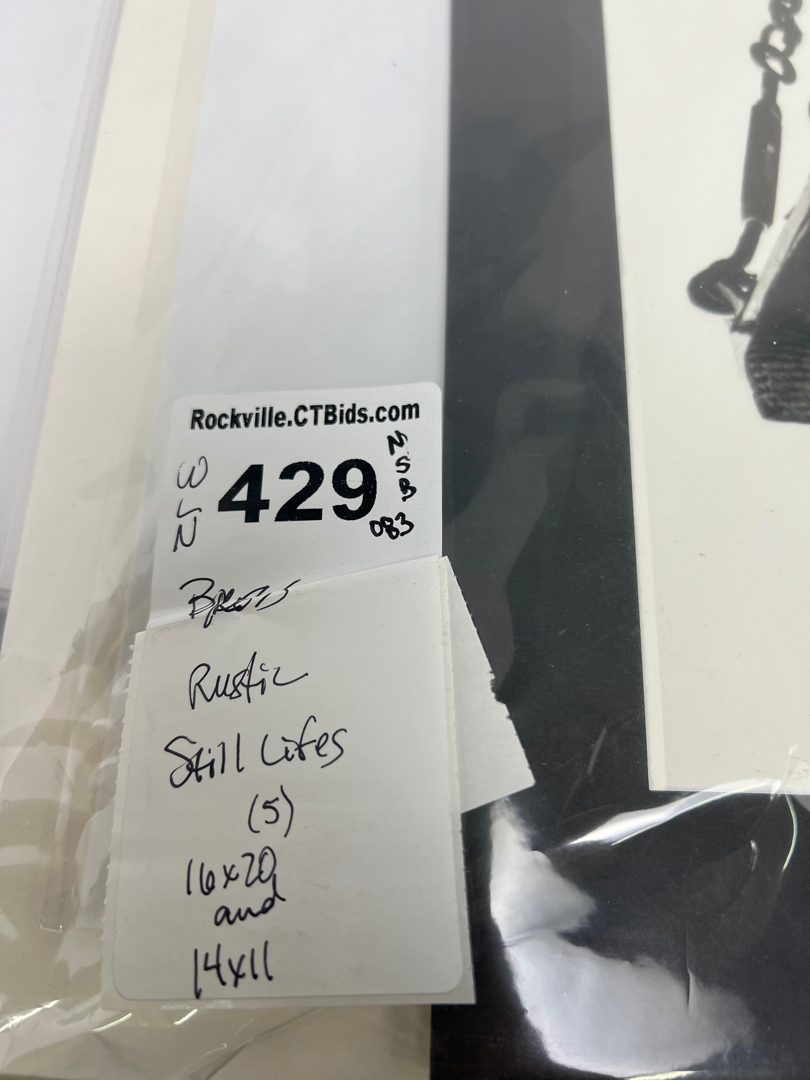 Rockville.CTBids.com
429
NSB
083
Rustic
Still Lifes
(5)
16x20
and
14x11